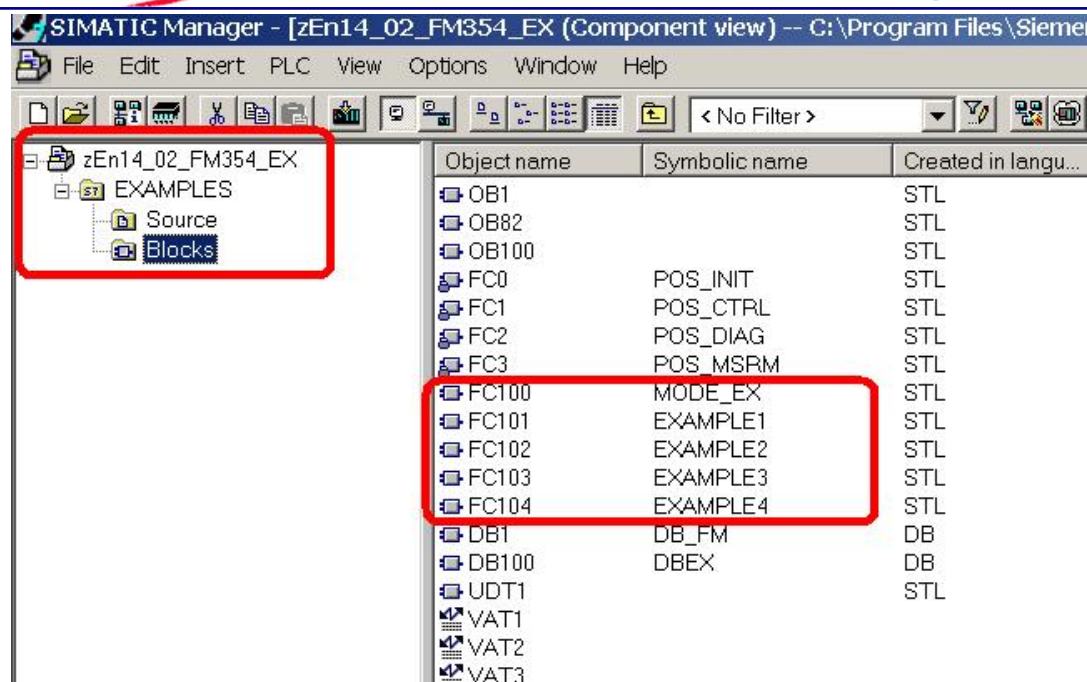 SIMATIC Manager - [zEn14_02_FM354_EX (Component view) -- C:\Program Files\Siemer
File Edit Insert PLC View Options Window Help
< No Filter >
zEn14_02_FM354_EX
EXAMPLES
Source
Blocks
Object name Symbolic name Created in langu...
OB1 STL
OB82 STL
OB100 STL
FC0 POS_INIT STL
FC1 POS_CTRL STL
FC2 POS_DIAG STL
FC3 POS_MSRM STL
FC100 MODE_EX STL
FC101 EXAMPLE1 STL
FC102 EXAMPLE2 STL
FC103 EXAMPLE3 STL
FC104 EXAMPLE4 STL
DB1 DB_FM DB
DB100 DBEX DB
UDT1 STL
VAT1
VAT2
VAT3